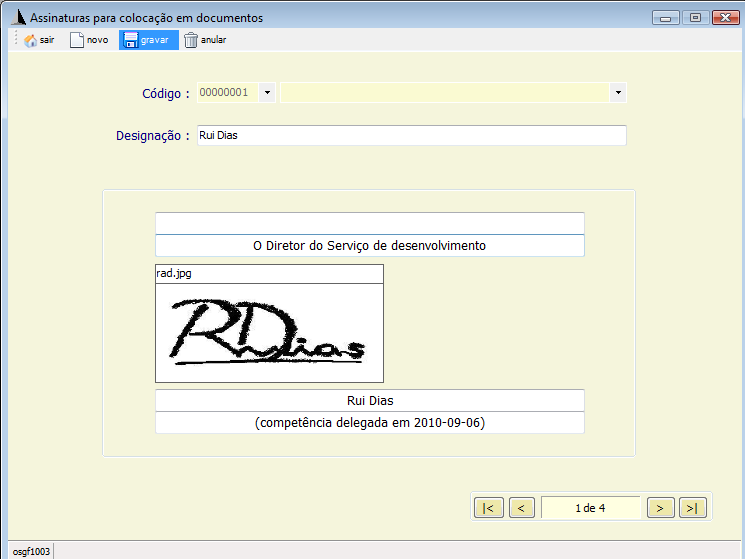 Assinaturas para colocação em documentos
sair novo gravar anular
Código : 00000001
Designação : Rui Dias
O Diretor do Serviço de desenvolvimento
rad.jpg
RDias
Rui Dias
(competência delegada em 2010-09-06)
|< < 1 de 4 > >|
osgf1003